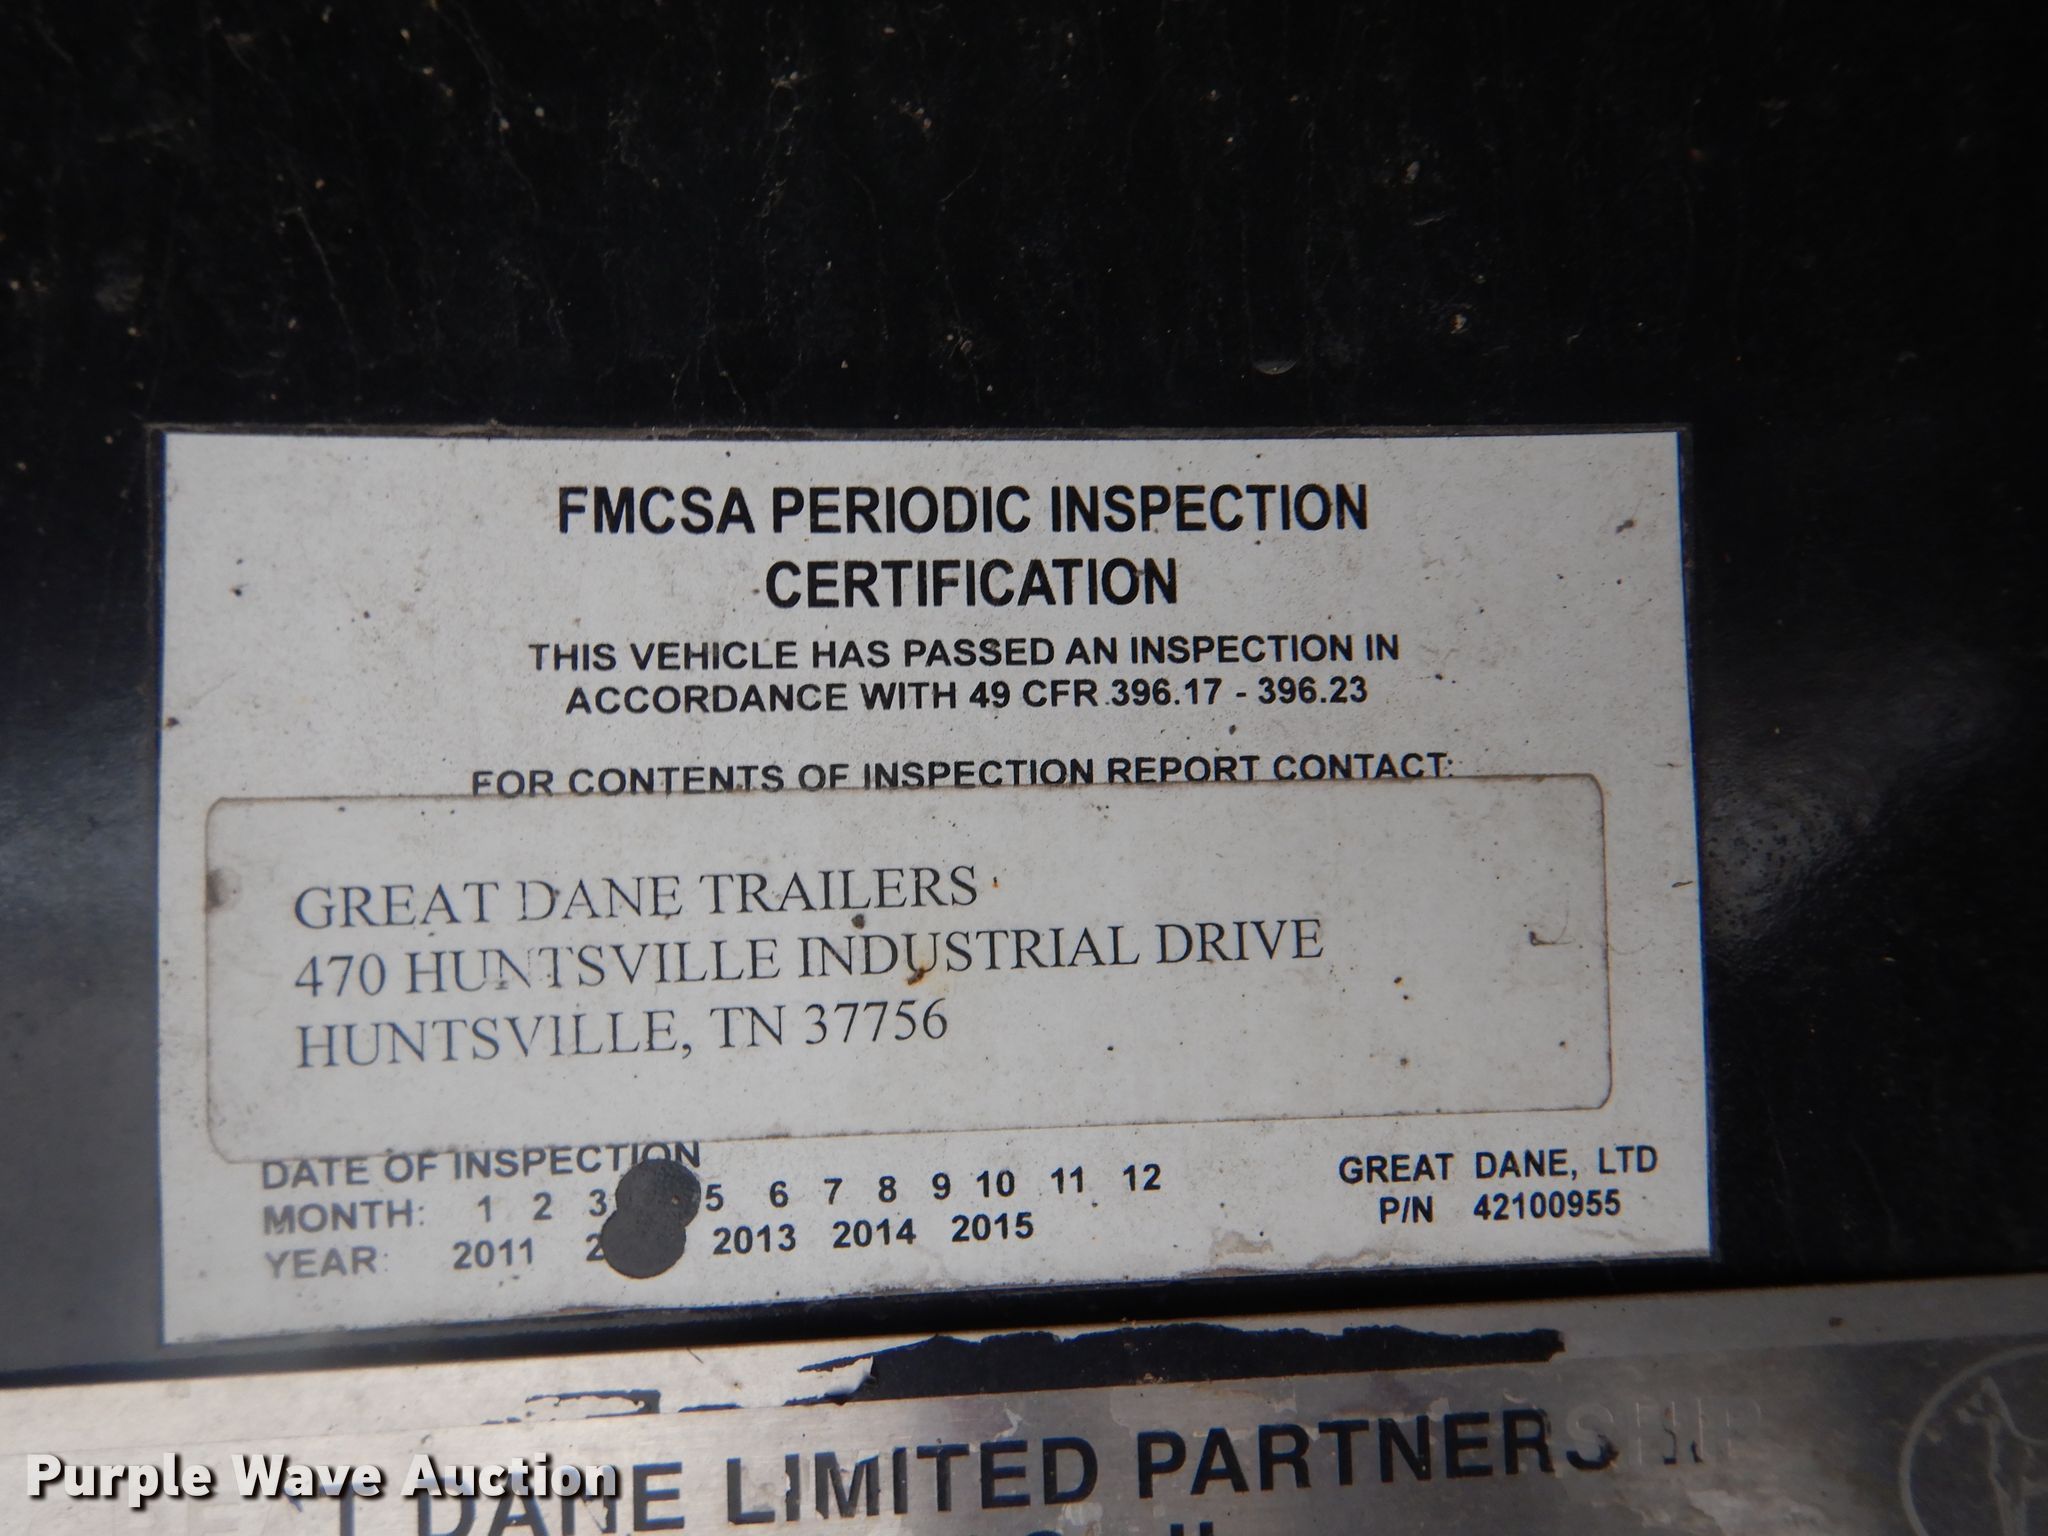 FMCSA PERIODIC INSPECTION
CERTIFICATION
THIS VEHICLE HAS PASSED AN INSPECTION IN
ACCORDANCE WITH 49 CFR 396.17 - 396.23
FOR CONTENTS OF INSPECTION REPORT CONTACT:
GREAT DANE TRAILERS
470 HUNTSVILLE INDUSTRIAL DRIVE
HUNTSVILLE, TN 37756
DATE OF INSPECTION
MONTH: 1 2 3 5 6 7 8 9 10 11 12
YEAR: 2011 2013 2014 2015
GREAT DANE, LTD
P/N 42100955
DANE LIMITED PARTNERSHIP
Purple Wave Auction